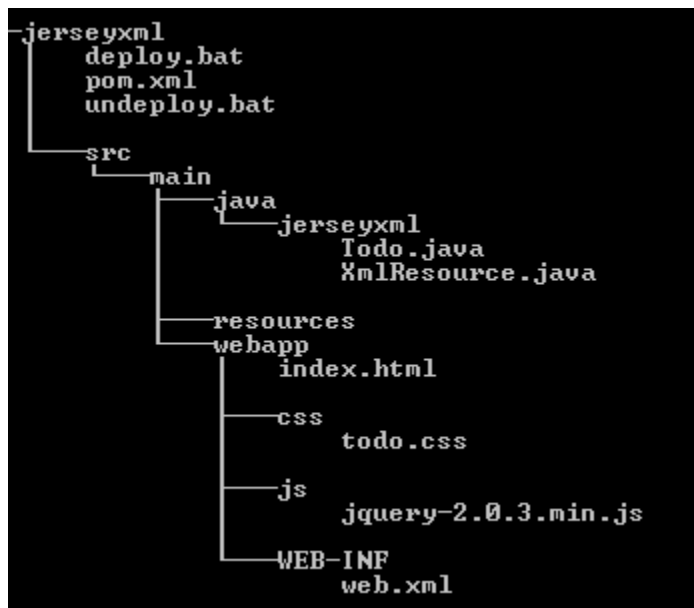 jerseyxml
deploy.bat
pom.xml
undeploy.bat
src
main
java
jerseyxml
Todo.java
XmlResource.java
resources
webapp
index.html
css
todo.css
js
jquery-2.0.3.min.js
WEB-INF
web.xml